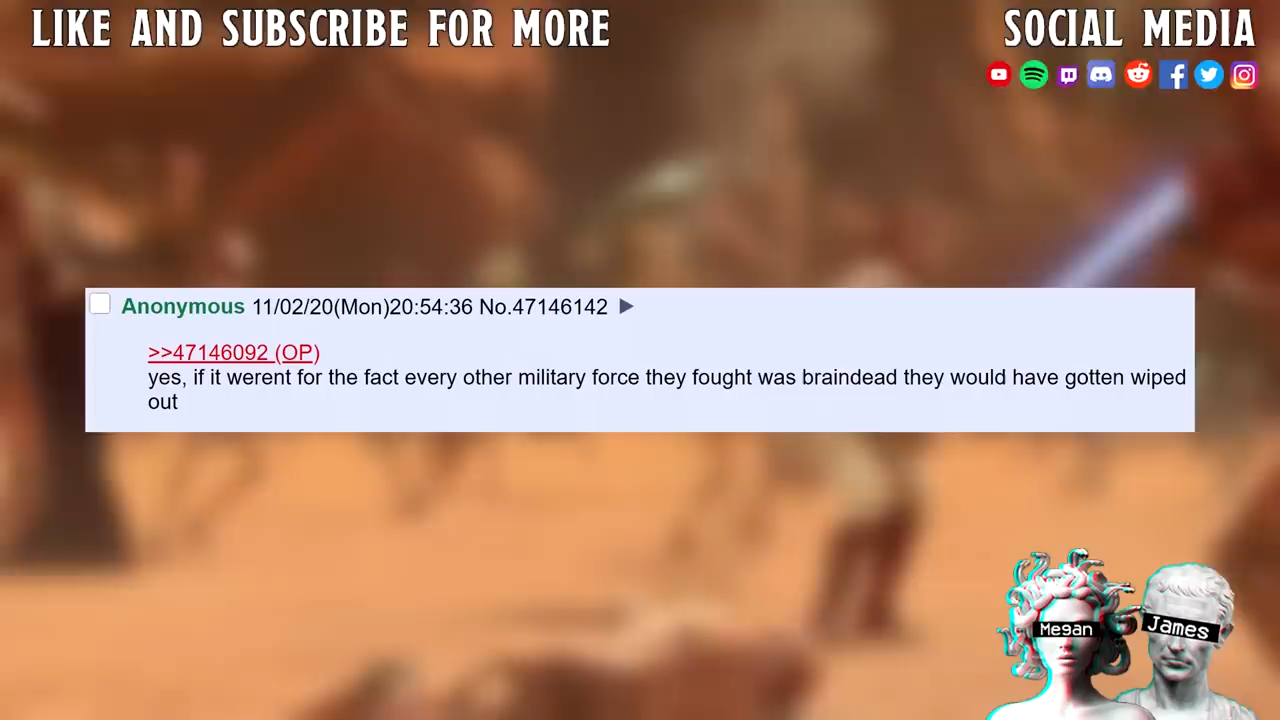 LIKE AND SUBSCRIBE FOR MORE
SOCIAL MEDIA
Anonymous 11/02/20(Mon)20:54:36 No.47146142 ▶
>>47146092 (OP)
yes, if it werent for the fact every other military force they fought was braindead they would have gotten wiped
out
Megan
James